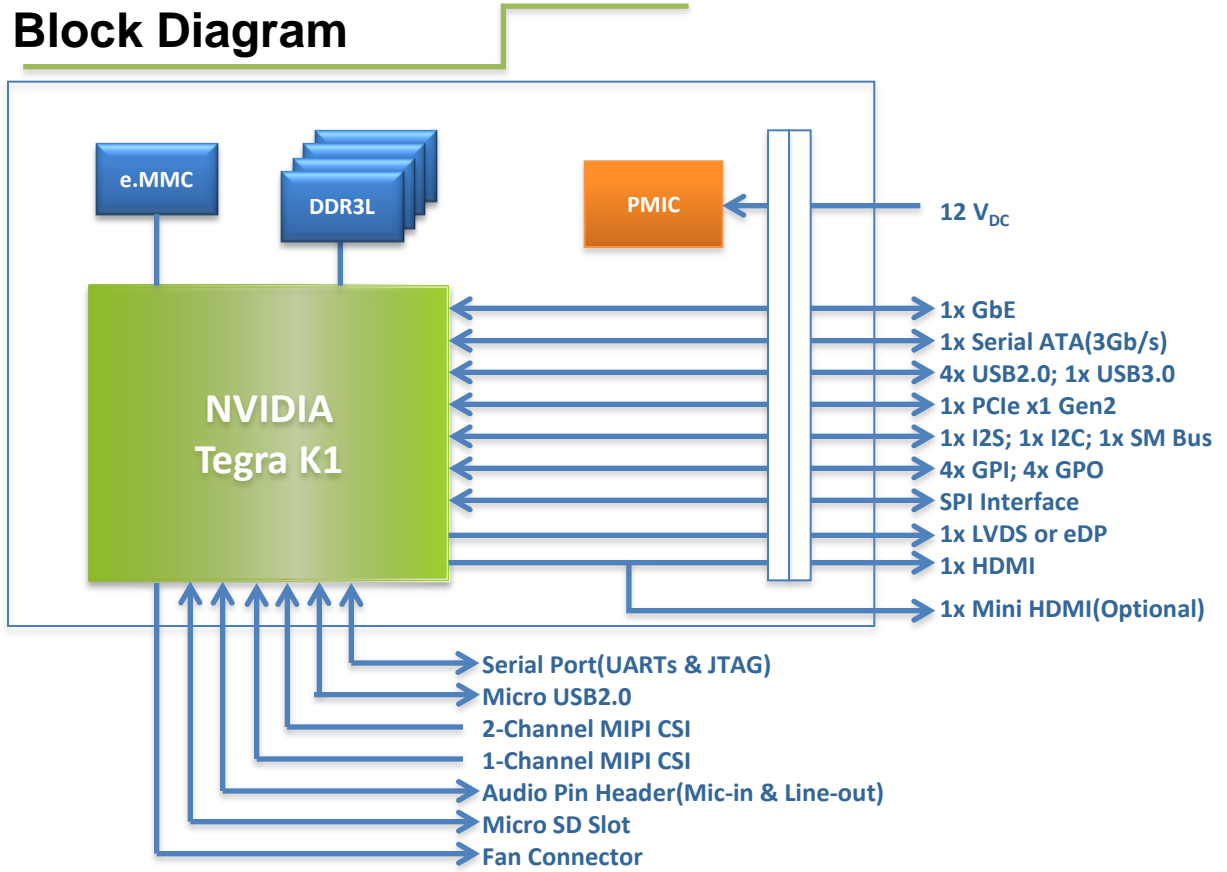 Block Diagram
e.MMC
DDR3L
PMIC
12 VDC
NVIDIA
Tegra K1
1x GbE
1x Serial ATA(3Gb/s)
4x USB2.0; 1x USB3.0
1x PCIe x1 Gen2
1x I2S; 1x I2C; 1x SM Bus
4x GPI; 4x GPO
SPI Interface
1x LVDS or eDP
1x HDMI
1x Mini HDMI(Optional)
Serial Port(UARTs & JTAG)
Micro USB2.0
2-Channel MIPI CSI
1-Channel MIPI CSI
Audio Pin Header(Mic-in & Line-out)
Micro SD Slot
Fan Connector